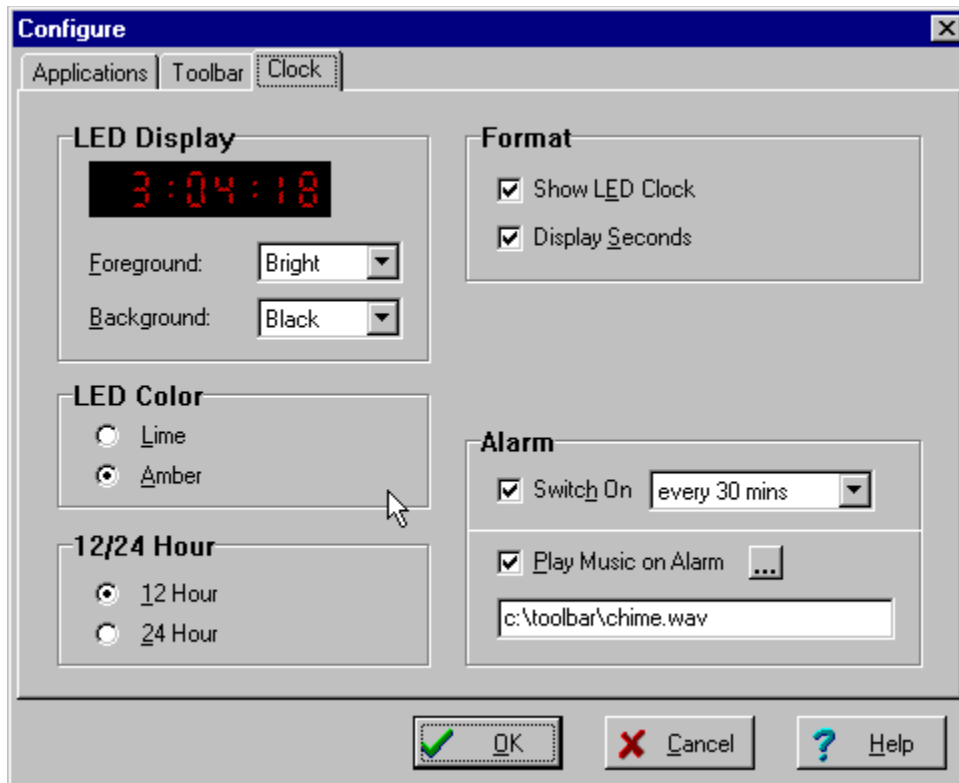 Configure
Applications Toolbar Clock
LED Display
3:04:18
Foreground: Bright
Background: Black
LED Color
Lime
Amber
12/24 Hour
12 Hour
24 Hour
Format
Show LED Clock
Display Seconds
Alarm
Switch On every 30 mins
Play Music on Alarm ...
c:\toolbar\chime.wav
OK Cancel ? Help